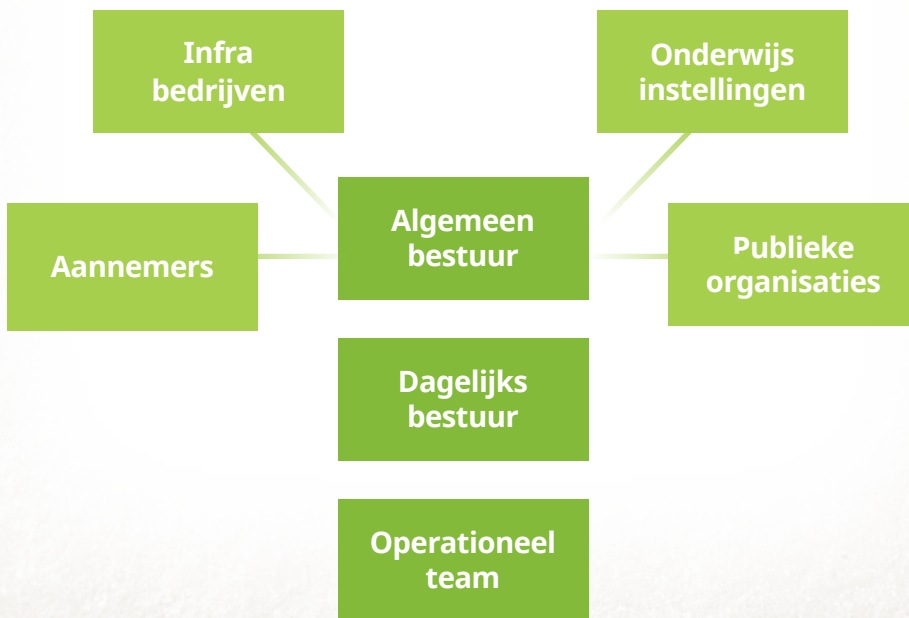 Infra
bedrijven
Onderwijs
instellingen
Algemeen
bestuur
Aannemers
Publieke
organisaties
Dagelijks
bestuur
Operationeel
team